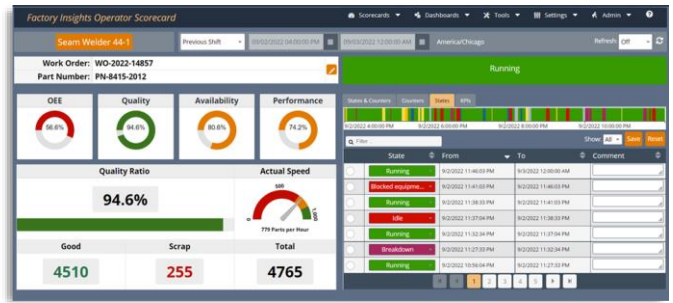 Factory Insights Operator Scorecard
Scorecards Dashboards Tools Settings Admin
Seam Welder 44-1 Previous Shift 09/02/2022 04:00:00 PM 09/03/2022 12:00:00 AM America/Chicago Refresh: Off
Work Order: WO-2022-14857
Part Number: PN-8415-2012
Running
OEE Quality Availability Performance
56.6% 94.6% 80.6% 74.2%
Quality Ratio Actual Speed
94.6%
500
0 1,000
779 Parts per Hour
Good Scrap Total
4510 255 4765
States & Counters Counters States KPIs
9/2/2022 4:00:00 PM 9/2/2022 6:00:00 PM 9/2/2022 8:00:00 PM 9/2/2022 10:00:00 PM
Filter... Show: All Save Reset
State From To Comment
Running 9/2/2022 11:46:03 PM 9/3/2022 12:00:00 AM
Blocked equipme... 9/2/2022 11:41:03 PM 9/2/2022 11:46:03 PM
Running 9/2/2022 11:38:33 PM 9/2/2022 11:41:03 PM
Idle 9/2/2022 11:37:04 PM 9/2/2022 11:38:33 PM
Running 9/2/2022 11:32:34 PM 9/2/2022 11:37:04 PM
Breakdown 9/2/2022 11:27:33 PM 9/2/2022 11:32:34 PM
Running 9/2/2022 10:56:04 PM 9/2/2022 11:27:33 PM
1 2 3 4 5